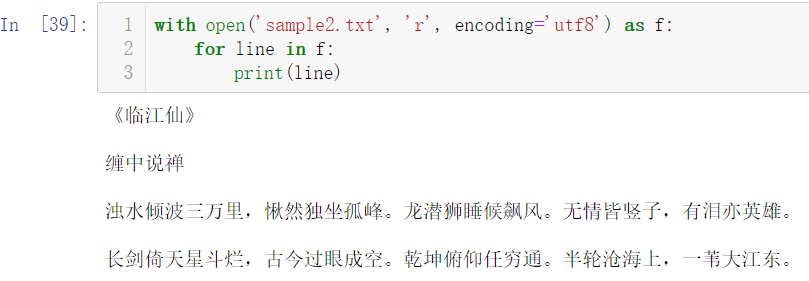 In [39]:
1 with open('sample2.txt', 'r', encoding='utf8') as f:
2     for line in f:
3         print(line)
《临江仙》
缠中说禅
浊水倾波三万里，愀然独坐孤峰。龙潜狮睡候飙风。无情皆竖子，有泪亦英雄。
长剑倚天星斗烂，古今过眼成空。乾坤俯仰任穷通。半轮沧海上，一苇大江东。